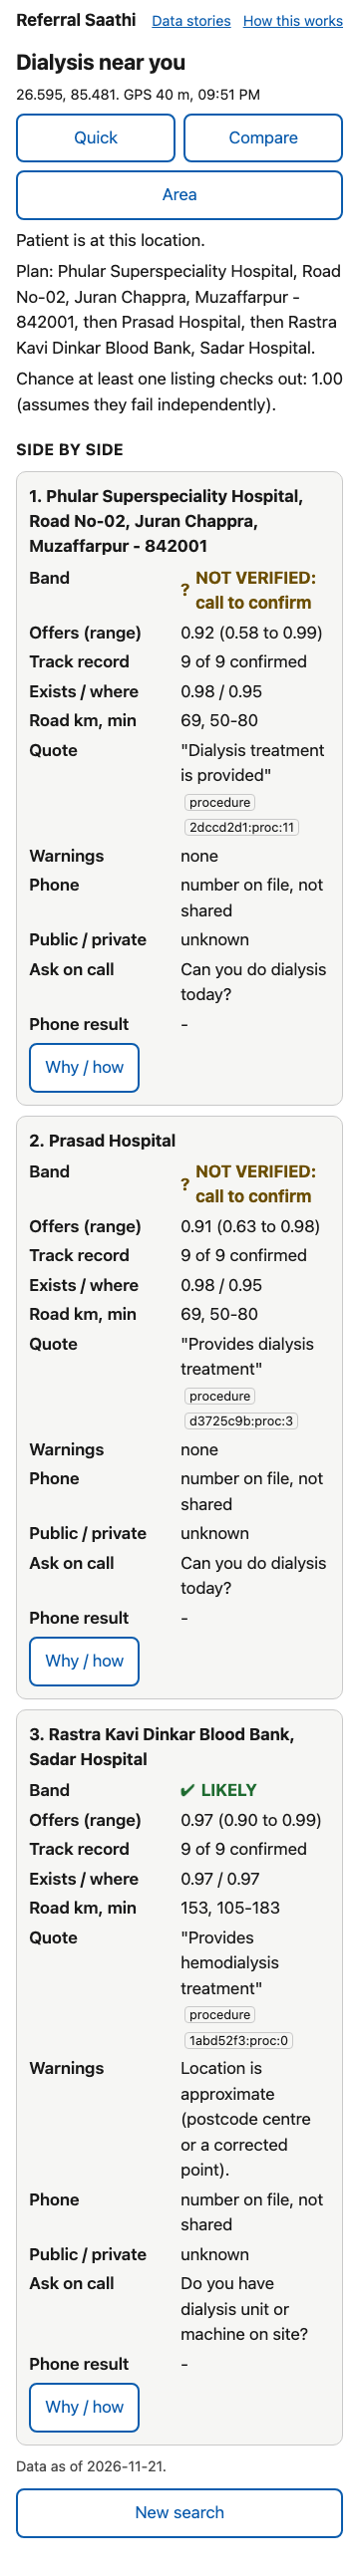 Referral Saathi Data stories How this works
Dialysis near you
26.595, 85.481. GPS 40 m, 09:51 PM
Quick Compare
Area
Patient is at this location.
Plan: Phular Superspeciality Hospital, Road
No-02, Juran Chappra, Muzaffarpur -
842001, then Prasad Hospital, then Rastra
Kavi Dinkar Blood Bank, Sadar Hospital.
Chance at least one listing checks out: 1.00
(assumes they fail independently).
SIDE BY SIDE
1. Phular Superspeciality Hospital,
Road No-02, Juran Chappra,
Muzaffarpur - 842001
Band ? NOT VERIFIED:
call to confirm
Offers (range) 0.92 (0.58 to 0.99)
Track record 9 of 9 confirmed
Exists / where 0.98 / 0.95
Road km, min 69, 50-80
Quote "Dialysis treatment
is provided"
procedure
2dccd2d1:proc:11
Warnings none
Phone number on file, not
shared
Public / private unknown
Ask on call Can you do dialysis
today?
Phone result -
Why / how
2. Prasad Hospital
Band ? NOT VERIFIED:
call to confirm
Offers (range) 0.91 (0.63 to 0.98)
Track record 9 of 9 confirmed
Exists / where 0.98 / 0.95
Road km, min 69, 50-80
Quote "Provides dialysis
treatment"
procedure
d3725c9b:proc:3
Warnings none
Phone number on file, not
shared
Public / private unknown
Ask on call Can you do dialysis
today?
Phone result -
Why / how
3. Rastra Kavi Dinkar Blood Bank,
Sadar Hospital
Band ✔ LIKELY
Offers (range) 0.97 (0.90 to 0.99)
Track record 9 of 9 confirmed
Exists / where 0.97 / 0.97
Road km, min 153, 105-183
Quote "Provides
hemodialysis
treatment"
procedure
1abd52f3:proc:0
Warnings Location is
approximate
(postcode centre
or a corrected
point).
Phone number on file, not
shared
Public / private unknown
Ask on call Do you have
dialysis unit or
machine on site?
Phone result -
Why / how
Data as of 2026-11-21.
New search